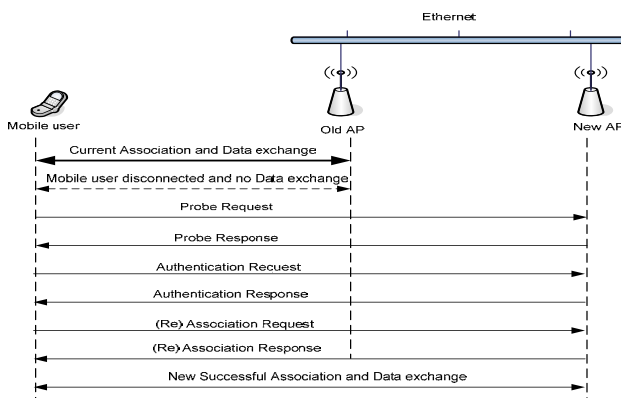 Ethernet
Mobile user
Old AP
New AP
Current Association and Data exchange
Mobile user disconnected and no Data exchange
Probe Request
Probe Response
Authentication Recuest
Authentication Response
(Re) Association Request
(Re) Association Response
New Successful Association and Data exchange